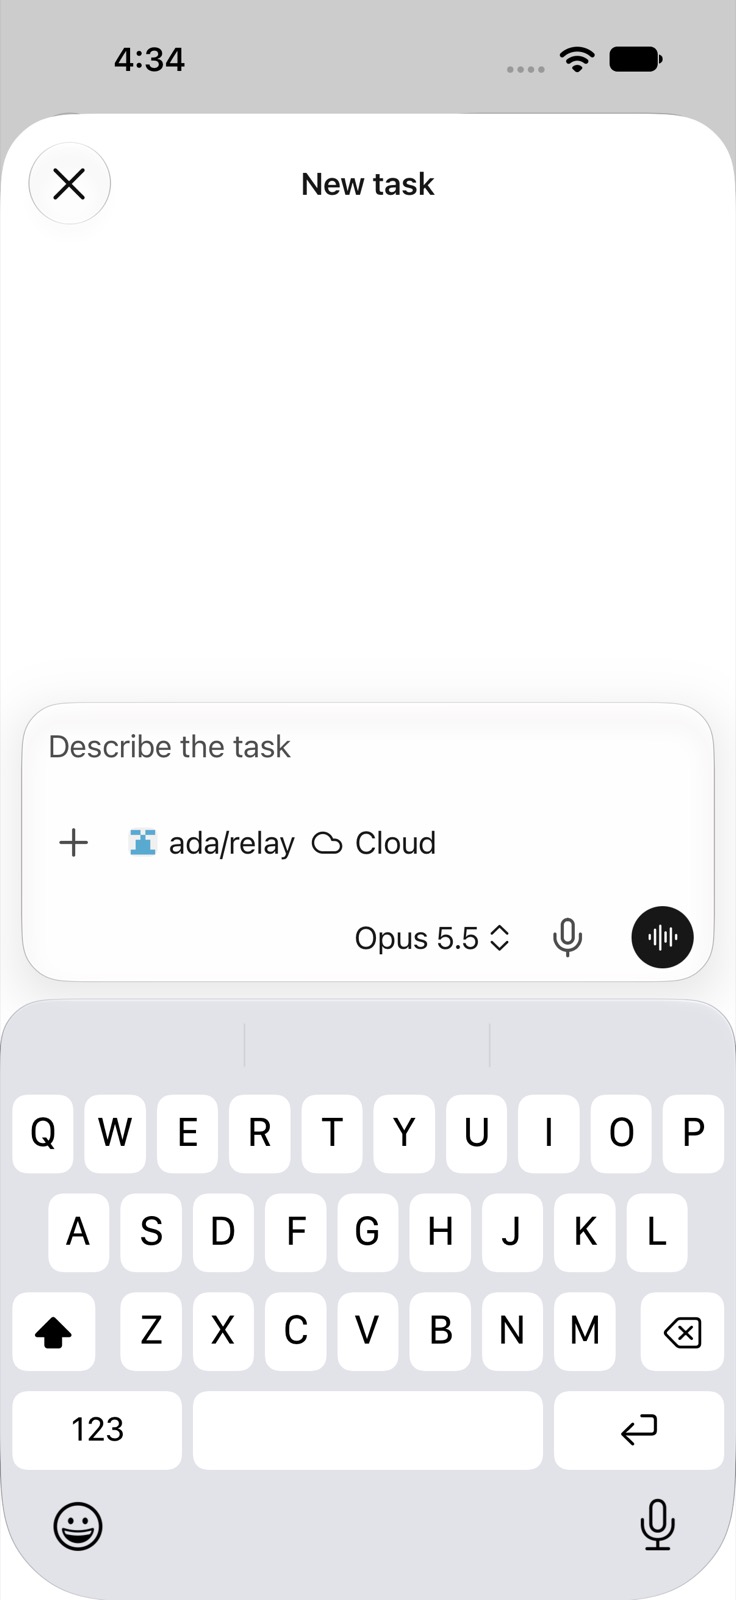 4:34
New task
Describe the task
ada/relay Cloud
Opus 5.5
Q W E R T Y U I O P
A S D F G H J K L
Z X C V B N M
123